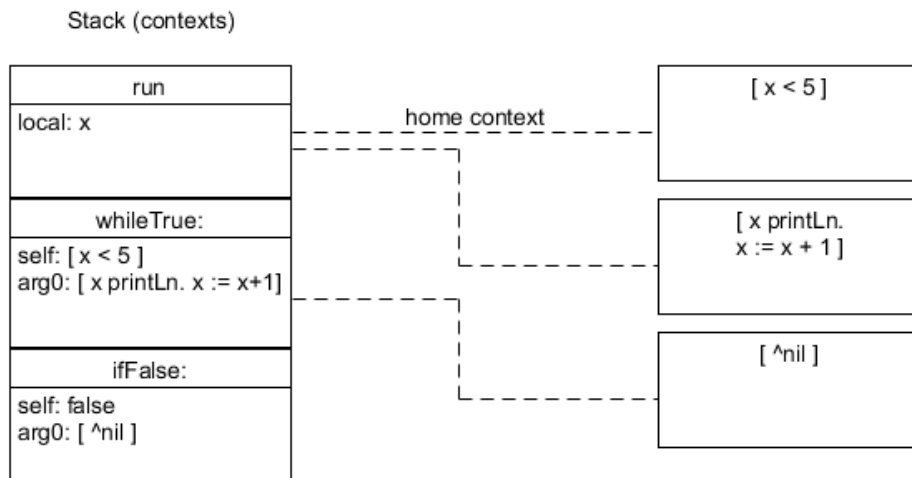 Stack (contexts)
run
local: x
whileTrue:
self: [ x < 5 ]
arg0: [ x printLn. x := x+1]
ifFalse:
self: false
arg0: [ ^nil ]
home context
[ x < 5 ]
[ x printLn.
x := x + 1 ]
[ ^nil ]